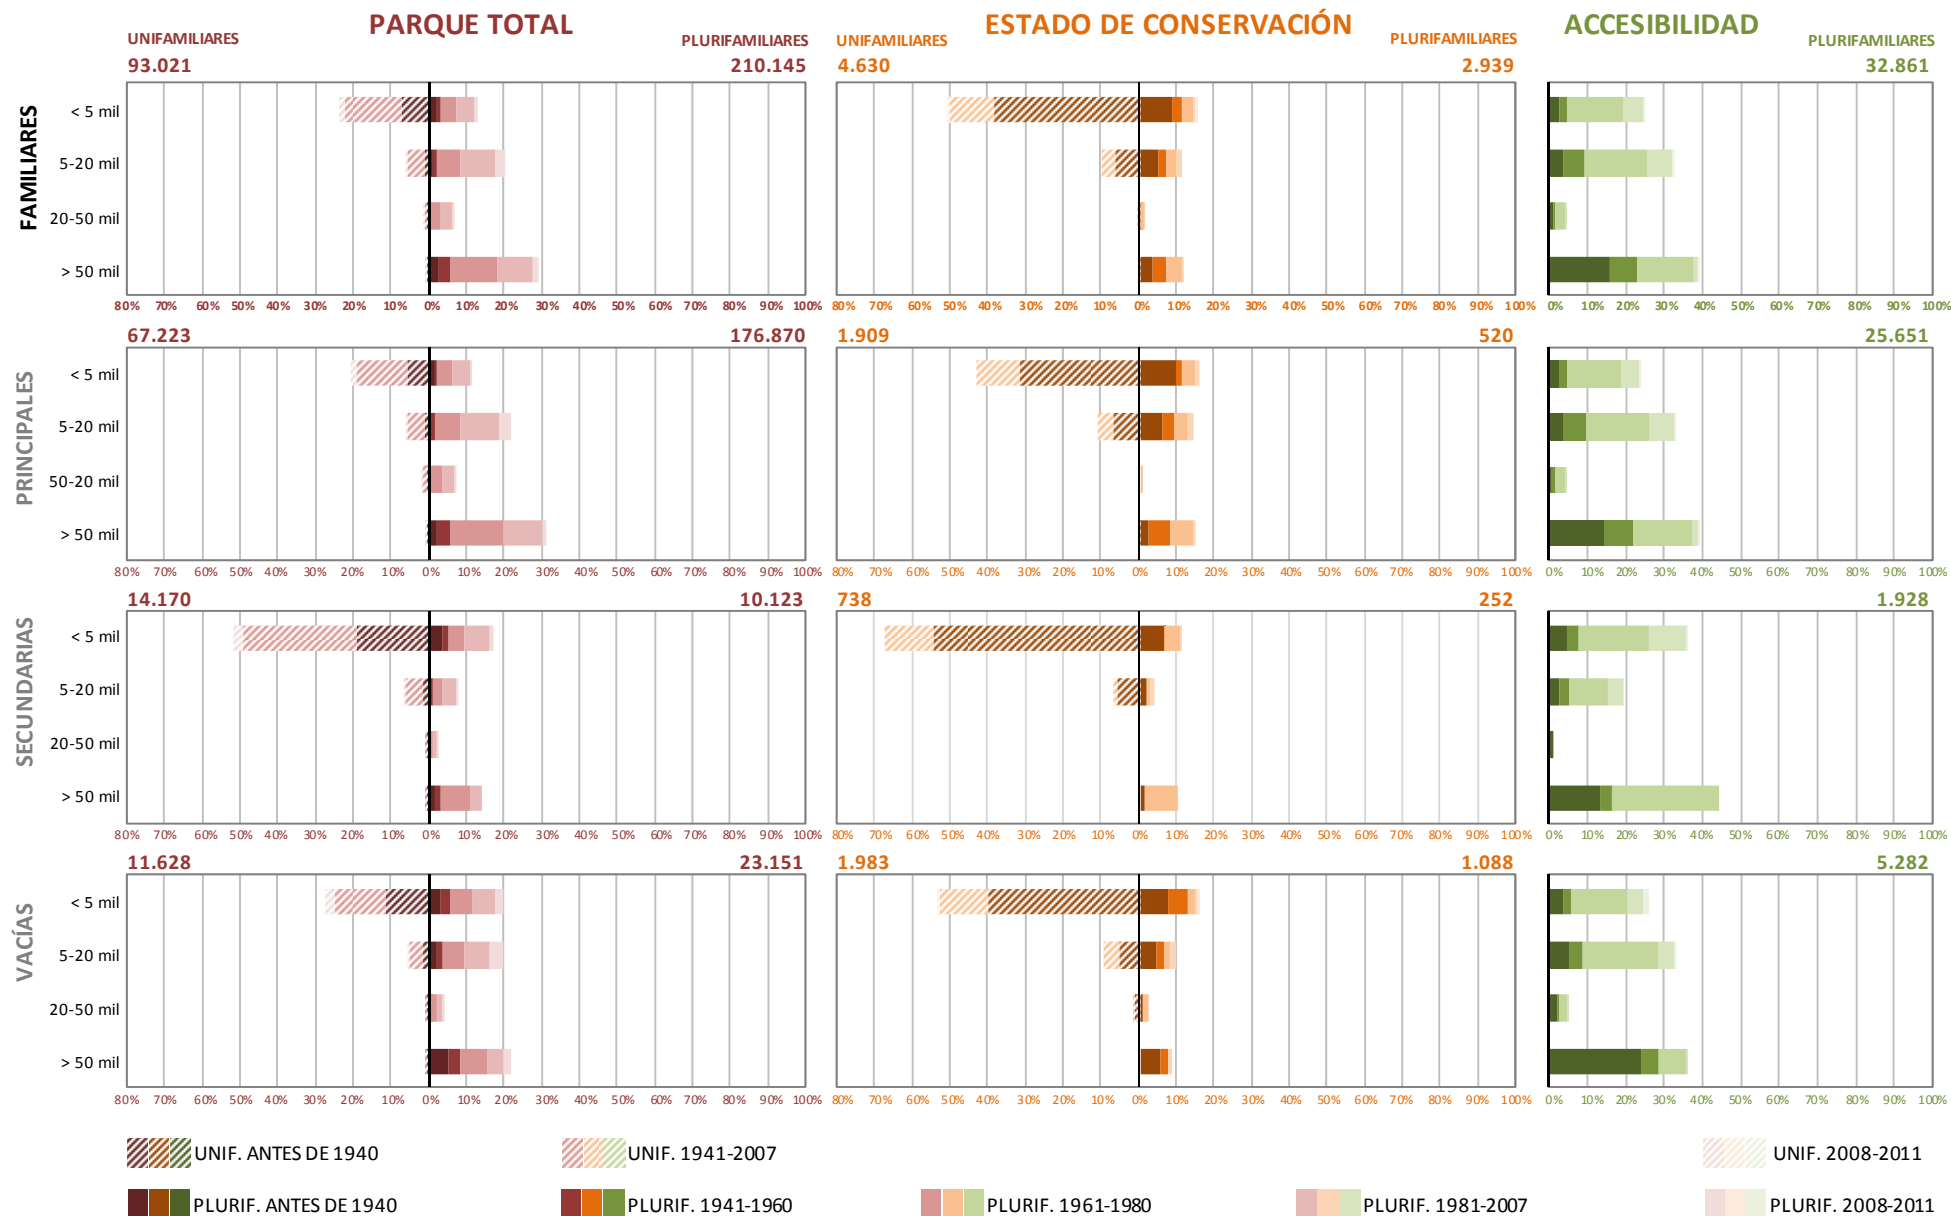 PARQUE TOTAL ESTADO DE CONSERVACIÓN ACCESIBILIDAD
UNIFAMILIARES PLURIFAMILIARES UNIFAMILIARES PLURIFAMILIARES PLURIFAMILIARES
93.021 210.145 4.630 2.939 32.861
FAMILIARES
< 5 mil
5-20 mil
20-50 mil
> 50 mil
80% 70% 60% 50% 40% 30% 20% 10% 0% 10% 20% 30% 40% 50% 60% 70% 80% 90% 100% 80% 70% 60% 50% 40% 30% 20% 10% 0% 10% 20% 30% 40% 50% 60% 70% 80% 90% 100% 0% 10% 20% 30% 40% 50% 60% 70% 80% 90% 100%
67.223 176.870 1.909 520 25.651
PRINCIPALES
< 5 mil
5-20 mil
50-20 mil
> 50 mil
80% 70% 60% 50% 40% 30% 20% 10% 0% 10% 20% 30% 40% 50% 60% 70% 80% 90% 100% 80% 70% 60% 50% 40% 30% 20% 10% 0% 10% 20% 30% 40% 50% 60% 70% 80% 90% 100% 0% 10% 20% 30% 40% 50% 60% 70% 80% 90% 100%
14.170 10.123 738 252 1.928
SECUNDARIAS
< 5 mil
5-20 mil
20-50 mil
> 50 mil
80% 70% 60% 50% 40% 30% 20% 10% 0% 10% 20% 30% 40% 50% 60% 70% 80% 90% 100% 80% 70% 60% 50% 40% 30% 20% 10% 0% 10% 20% 30% 40% 50% 60% 70% 80% 90% 100% 0% 10% 20% 30% 40% 50% 60% 70% 80% 90% 100%
11.628 23.151 1.983 1.088 5.282
VACÍAS
< 5 mil
5-20 mil
20-50 mil
> 50 mil
80% 70% 60% 50% 40% 30% 20% 10% 0% 10% 20% 30% 40% 50% 60% 70% 80% 90% 100% 80% 70% 60% 50% 40% 30% 20% 10% 0% 10% 20% 30% 40% 50% 60% 70% 80% 90% 100% 0% 10% 20% 30% 40% 50% 60% 70% 80% 90% 100%
UNIF. ANTES DE 1940 UNIF. 1941-2007 UNIF. 2008-2011
PLURIF. ANTES DE 1940 PLURIF. 1941-1960 PLURIF. 1961-1980 PLURIF. 1981-2007 PLURIF. 2008-2011